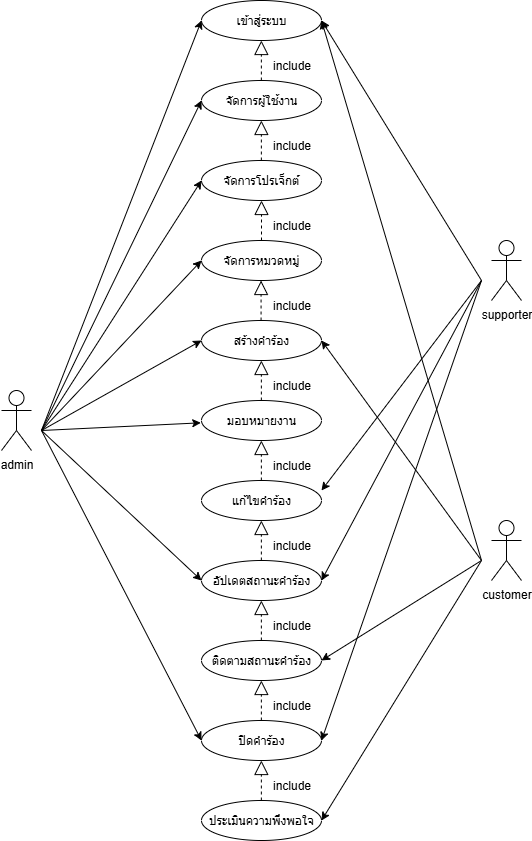 เข้าสู่ระบบ
include
จัดการผู้ใช้งาน
include
จัดการโปรเจ็กต์
include
จัดการหมวดหมู่
include
สร้างคำร้อง
include
มอบหมายงาน
include
แก้ไขคำร้อง
include
อัปเดตสถานะคำร้อง
include
ติดตามสถานะคำร้อง
include
ปิดคำร้อง
include
ประเมินความพึงพอใจ
admin
supporter
customer